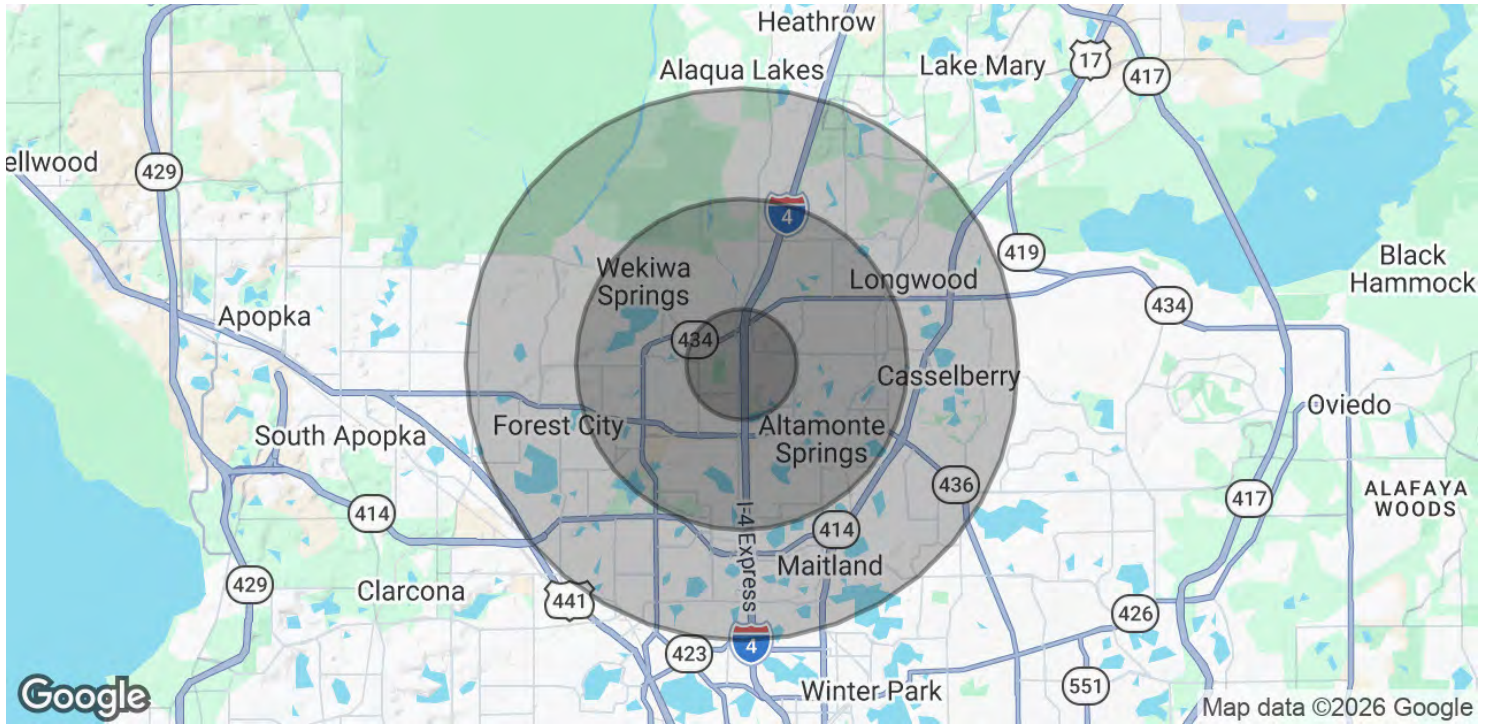 Heathrow
Alaqua Lakes
Lake Mary
17
417
ellwood
429
4
Wekiwa
Springs
Longwood
419
Black
Hammock
434
Apopka
434
Casselberry
Oviedo
Forest City
Altamonte
Springs
South Apopka
436
417
ALAFAYA
WOODS
414
I-4 Express
414
Maitland
429
Clarcona
441
426
423
4
Winter Park
551
Google
Map data ©2026 Google